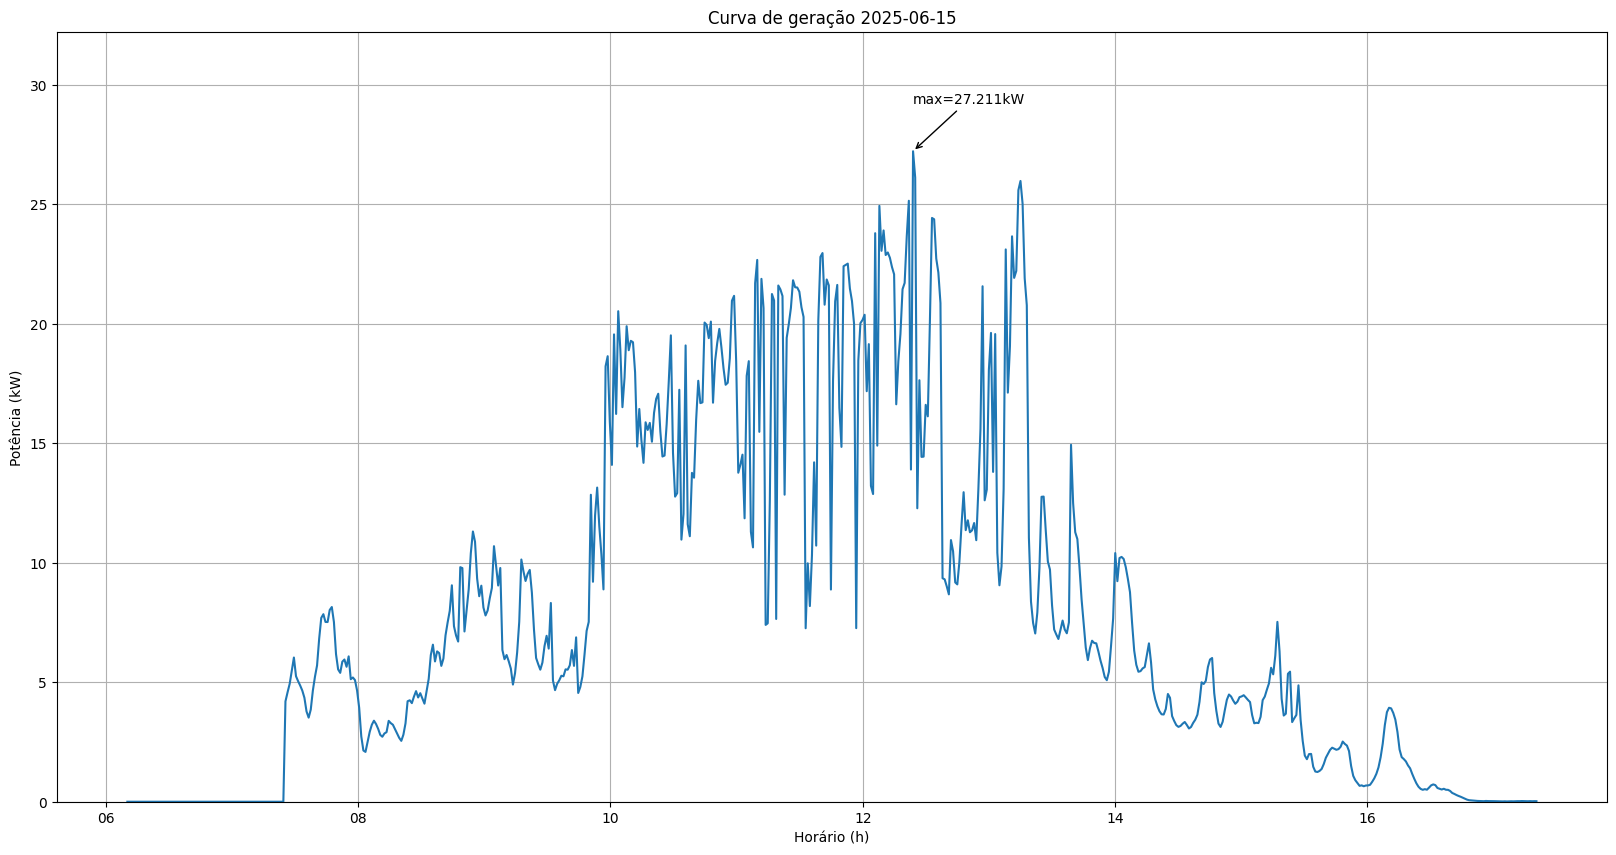 Curva de geração 2025-06-15
max=27.211kW
Potência (kW)
30
25
20
15
10
5
0
06 08 10 12 14 16
Horário (h)